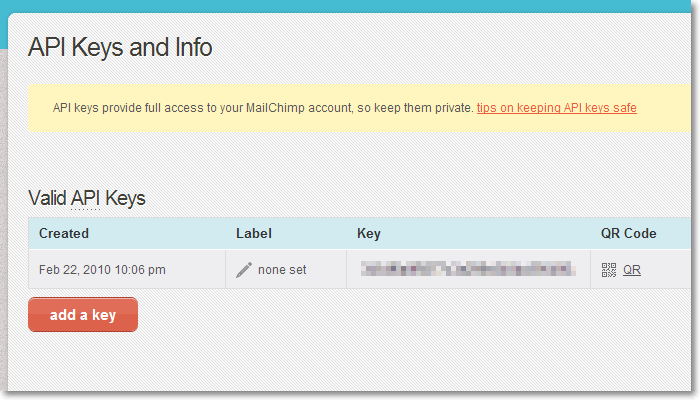 API Keys and Info
API keys provide full access to your MailChimp account, so keep them private. tips on keeping API keys safe
Valid API Keys
Created Label Key QR Code
Feb 22, 2010 10:06 pm none set QR
add a key